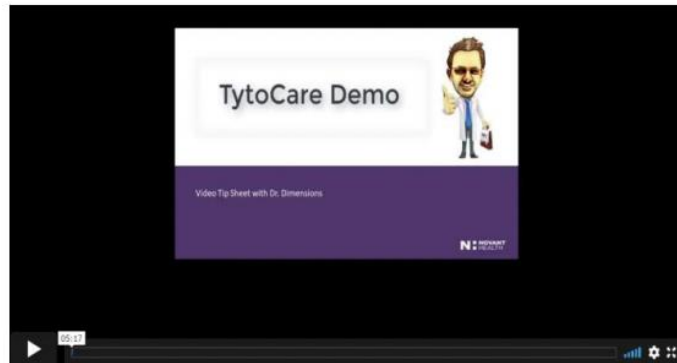 TytoCare Demo
Video Tip Sheet with Dr. Dimensions
N NOVANT
HEALTH
05:17